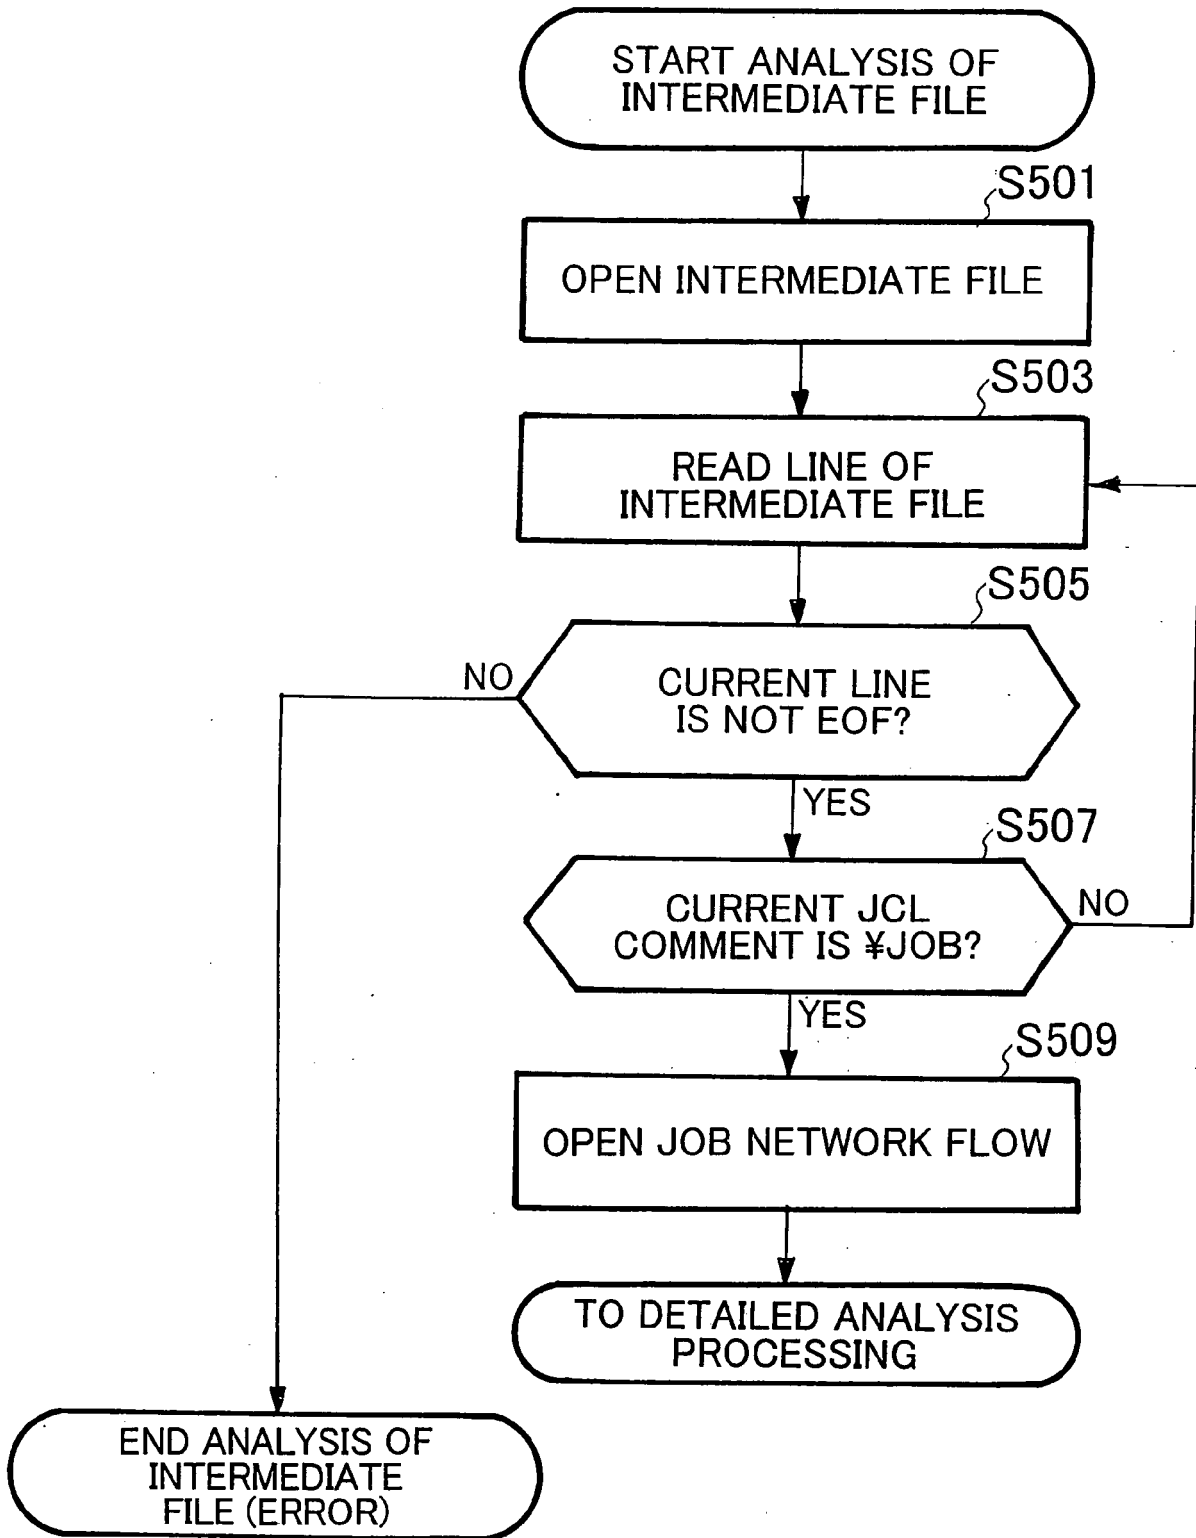 START ANALYSIS OF
INTERMEDIATE FILE
S501
OPEN INTERMEDIATE FILE
S503
READ LINE OF
INTERMEDIATE FILE
S505
NO
CURRENT LINE
IS NOT EOF?
YES
S507
CURRENT JCL
COMMENT IS ¥JOB?
NO
YES
S509
OPEN JOB NETWORK FLOW
TO DETAILED ANALYSIS
PROCESSING
END ANALYSIS OF
INTERMEDIATE
FILE (ERROR)